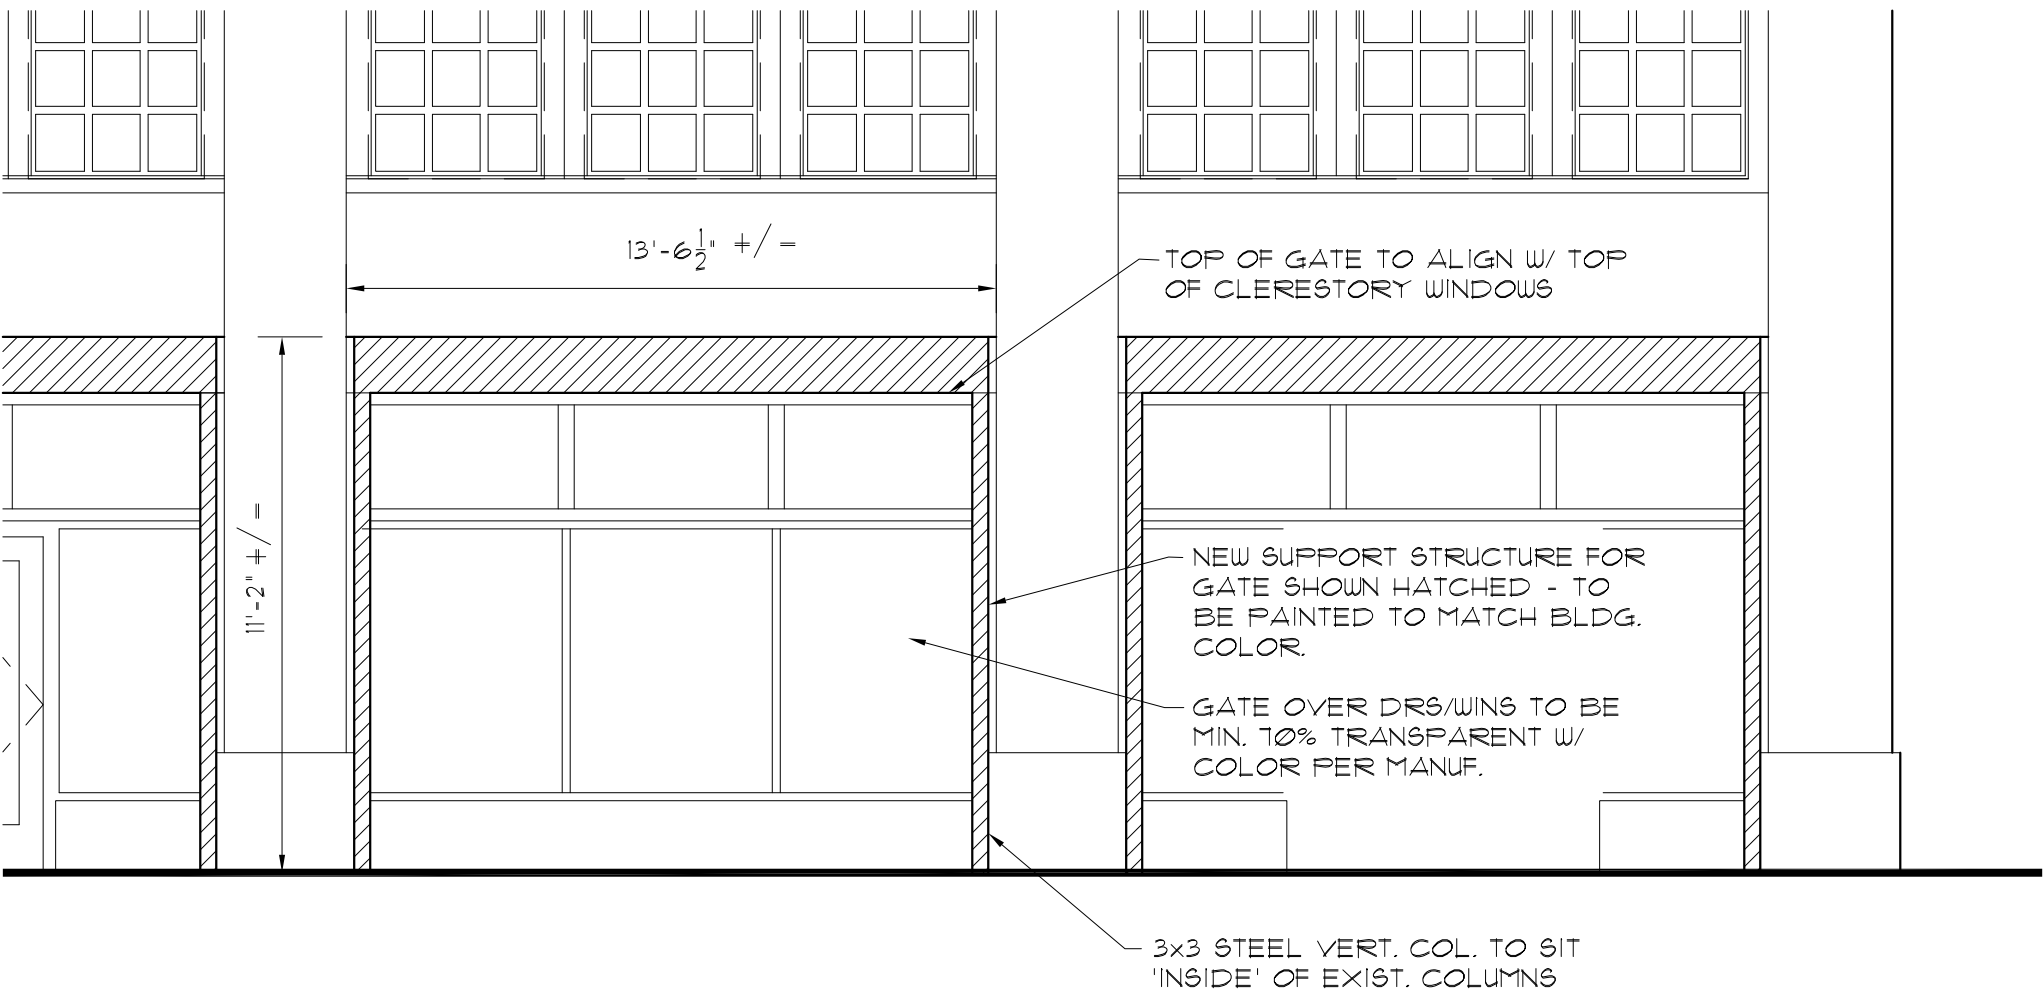 13'-6 1/2" +/-
TOP OF GATE TO ALIGN W/ TOP
OF CLERESTORY WINDOWS
11'-2" +/-
NEW SUPPORT STRUCTURE FOR
GATE SHOWN HATCHED - TO
BE PAINTED TO MATCH BLDG.
COLOR.
GATE OVER DRS/WINS TO BE
MIN. 70% TRANSPARENT W/
COLOR PER MANUF.
3x3 STEEL VERT. COL. TO SIT
'INSIDE' OF EXIST. COLUMNS